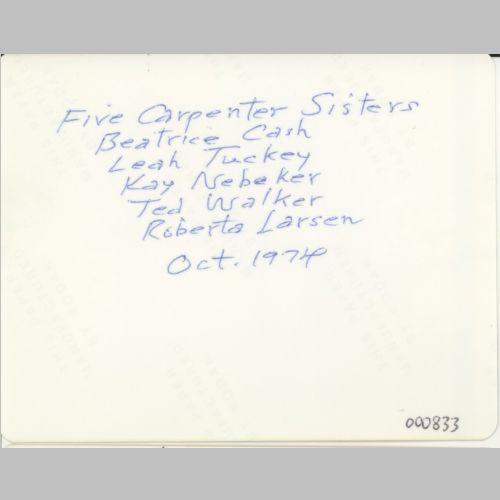 Five Carpenter Sisters
Beatrice Cash
Leah Tuckey
Kay Nebeker
Ted Walker
Roberta Larsen
Oct. 1974
000833